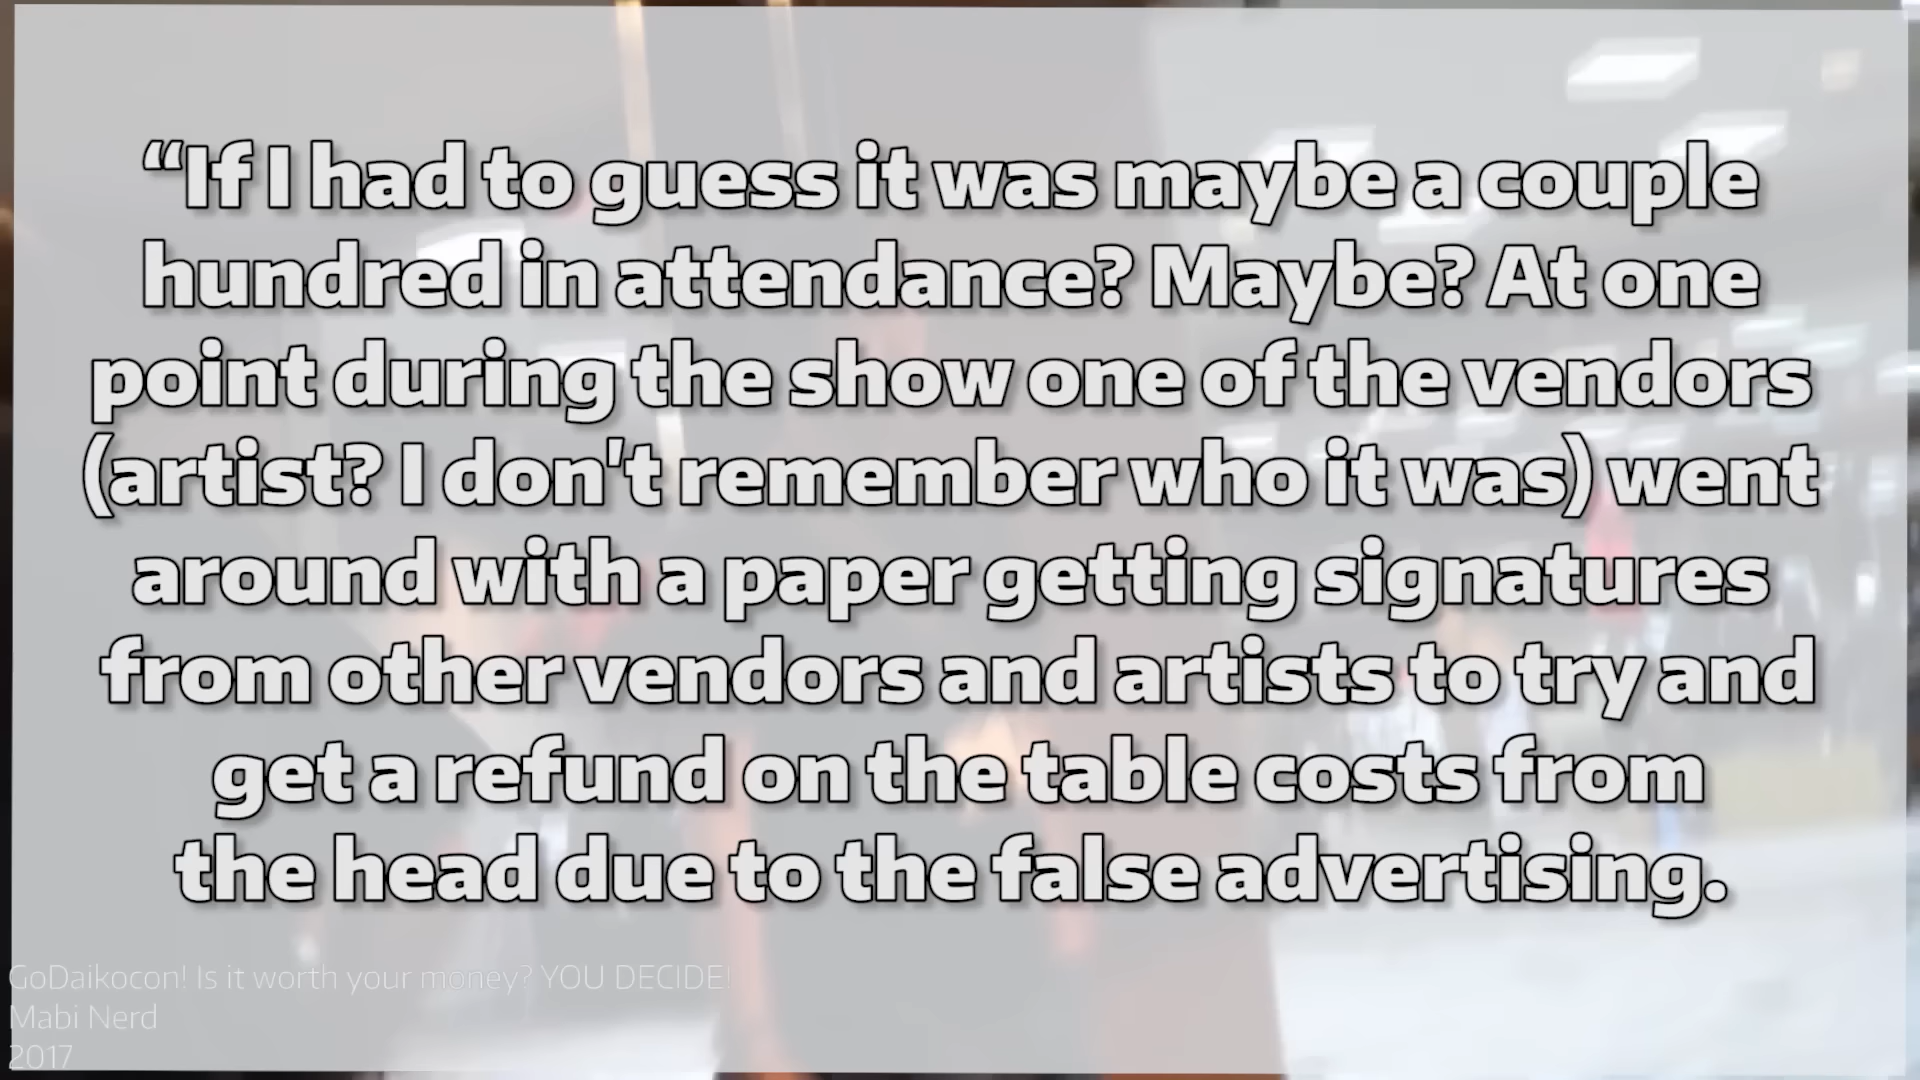 “If I had to guess it was maybe a couple
hundred in attendance? Maybe? At one
point during the show one of the vendors
(artist? I don't remember who it was) went
around with a paper getting signatures
from other vendors and artists to try and
get a refund on the table costs from
the head due to the false advertising.
GoDaikocon! Is it worth your money? YOU DECIDE!
Mabi Nerd
2017